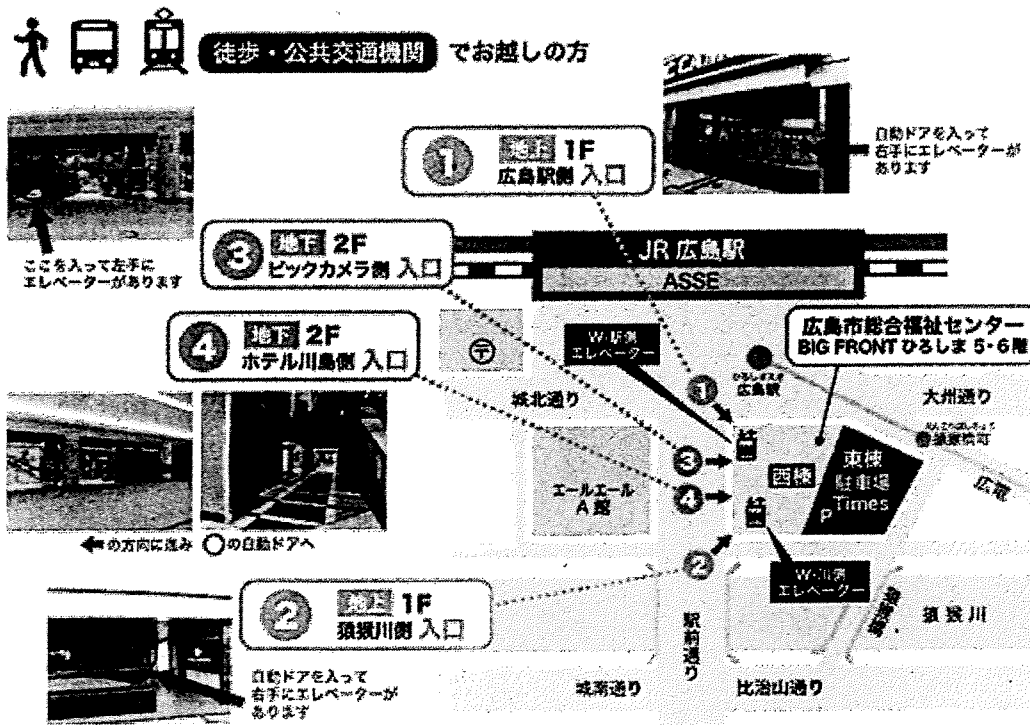 徒歩・公共交通機関 でお越しの方
自動ドアを入って
右手にエレベーターが
あります
① 地下 1F
広島駅側 入口
ここを入って左手に
エレベーターがあります
③ 地下 2F
ビックカメラ側 入口
④ 地下 2F
ホテル川島側 入口
JR 広島駅
ASSE
広島市総合福祉センター
BIG FRONT ひろしま 5・6階
W・駅側
エレベーター
〒
ひろしまえき
広島駅
城北通り
大州通り
猿猴橋町
広電
①
③
④
②
エールエール
A館
西棟
東棟
駐車場
Times
P
←の方向に進み ○の自動ドアへ
W・川側
エレベーター
② 地上 1F
猿猴川側 入口
自動ドアを入って
右手にエレベーターが
あります
駅前通り
猿猴川
城南通り
比治山通り